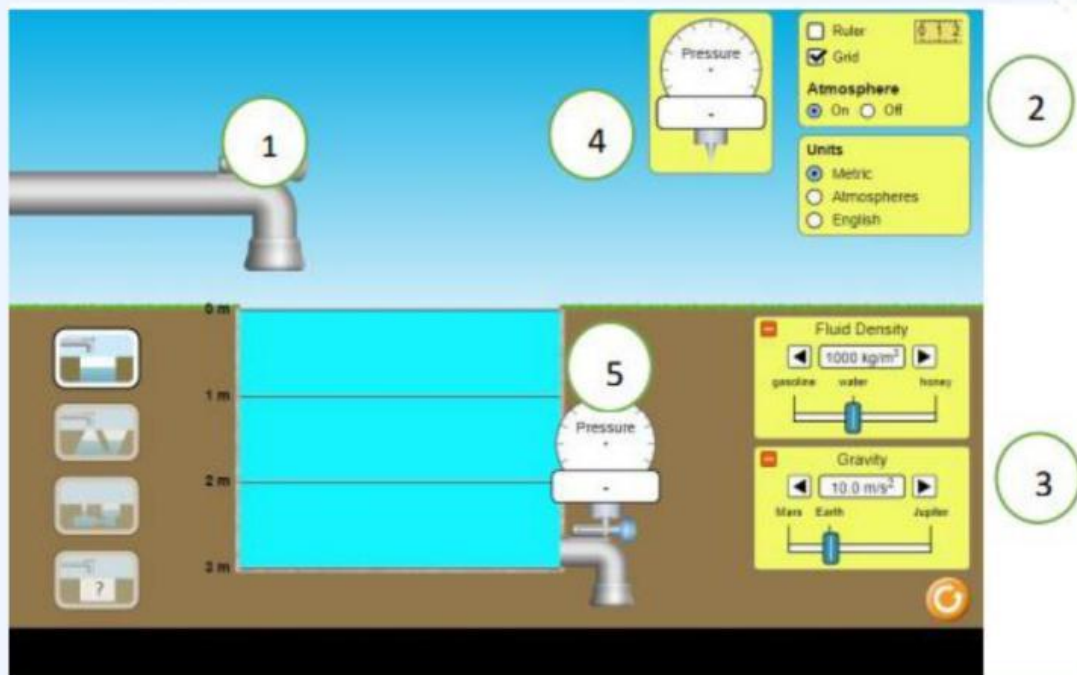 1
Pressure
-
4
Ruler
0 1 2
Grid
Atmosphere
On Off
2
Units
Metric
Atmospheres
English
0 m
1 m
2 m
3 m
5
Pressure
-
?
Fluid Density
1000 kg/m³
gasoline water honey
Gravity
10.0 m/s²
Mars Earth Jupiter
3